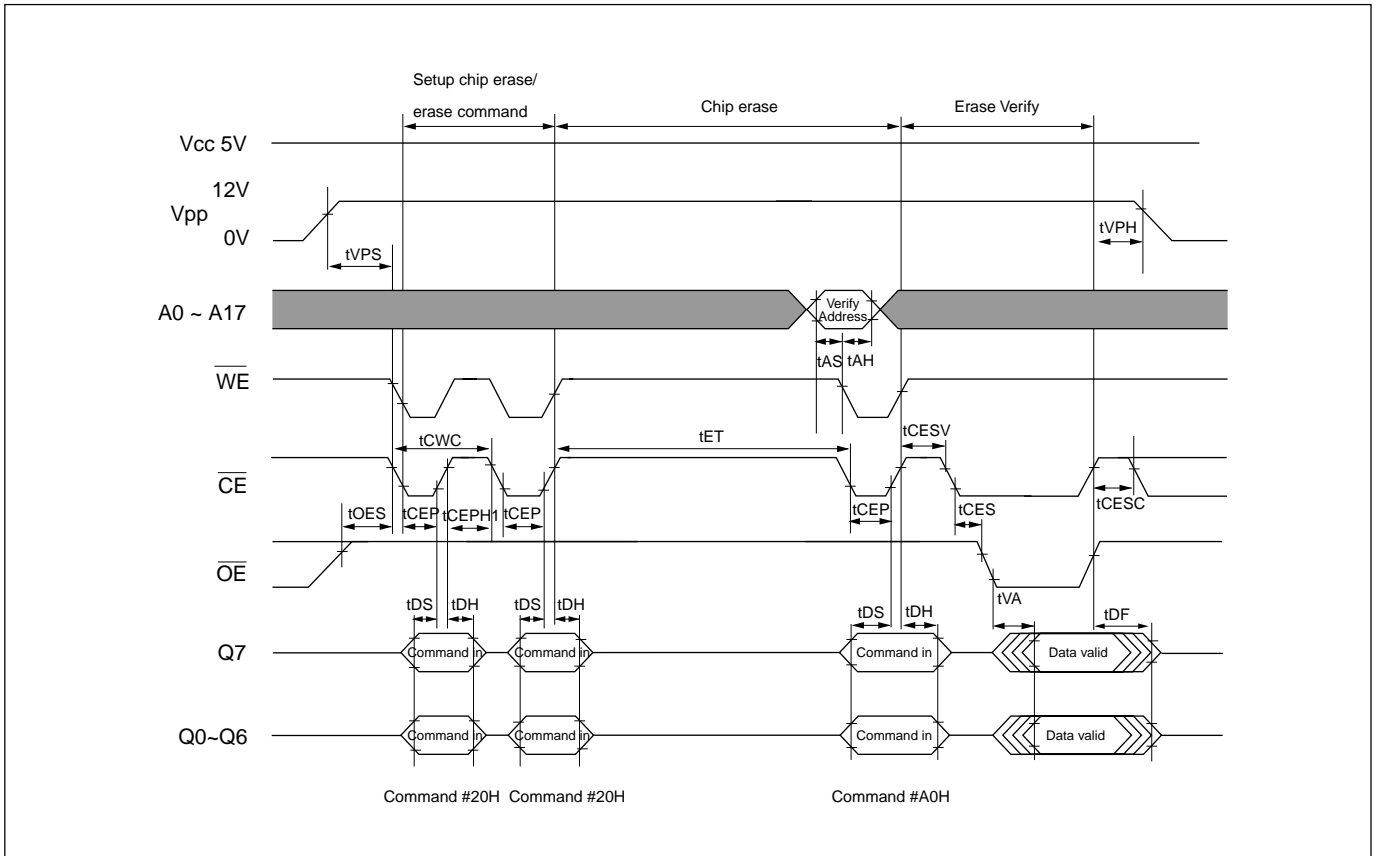 Setup chip erase/
erase command
Chip erase
Erase Verify
Vcc 5V
12V
Vpp
0V
tVPS
tVPH
A0 ~ A17
Verify
Address
tAS
tAH
WE
tCWC
tET
tCESV
CE
tOES
tCEP
tCEPH1
tCEP
tCEP
tCES
tCESC
OE
tVA
tDS
tDH
tDS
tDH
tDS
tDH
tDF
Q7
Command in
Command in
Command in
Data valid
Q0~Q6
Command in
Command in
Command in
Data valid
Command #20H
Command #20H
Command #A0H